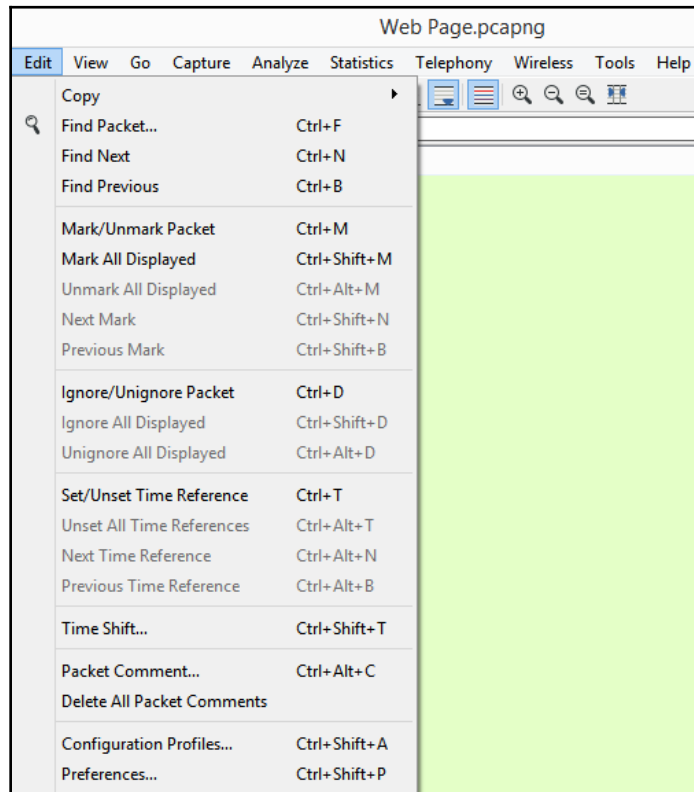 Web Page.pcapng
Edit View Go Capture Analyze Statistics Telephony Wireless Tools Help
Copy
Find Packet... Ctrl+F
Find Next Ctrl+N
Find Previous Ctrl+B
Mark/Unmark Packet Ctrl+M
Mark All Displayed Ctrl+Shift+M
Unmark All Displayed Ctrl+Alt+M
Next Mark Ctrl+Shift+N
Previous Mark Ctrl+Shift+B
Ignore/Unignore Packet Ctrl+D
Ignore All Displayed Ctrl+Shift+D
Unignore All Displayed Ctrl+Alt+D
Set/Unset Time Reference Ctrl+T
Unset All Time References Ctrl+Alt+T
Next Time Reference Ctrl+Alt+N
Previous Time Reference Ctrl+Alt+B
Time Shift... Ctrl+Shift+T
Packet Comment... Ctrl+Alt+C
Delete All Packet Comments
Configuration Profiles... Ctrl+Shift+A
Preferences... Ctrl+Shift+P